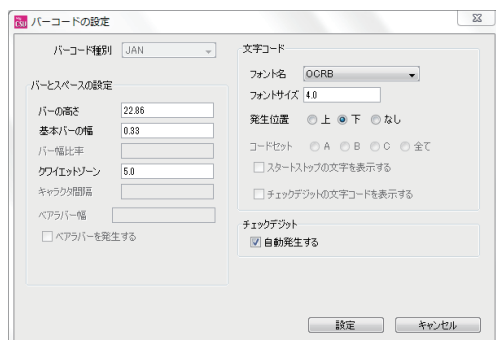 バーコードの設定
バーコード種別 JAN
バーとスペースの設定
バーの高さ 22.86
基本バーの幅 0.33
バー幅比率
クワイエットゾーン 5.0
キャラクタ間隔
ベアラバー幅
ベアラバーを発生する
文字コード
フォント名 OCRB
フォントサイズ 4.0
発生位置 上 下 なし
コードセット A B C 全て
スタートストップの文字を表示する
チェックデジットの文字コードを表示する
チェックデジット
自動発生する
設定 キャンセル